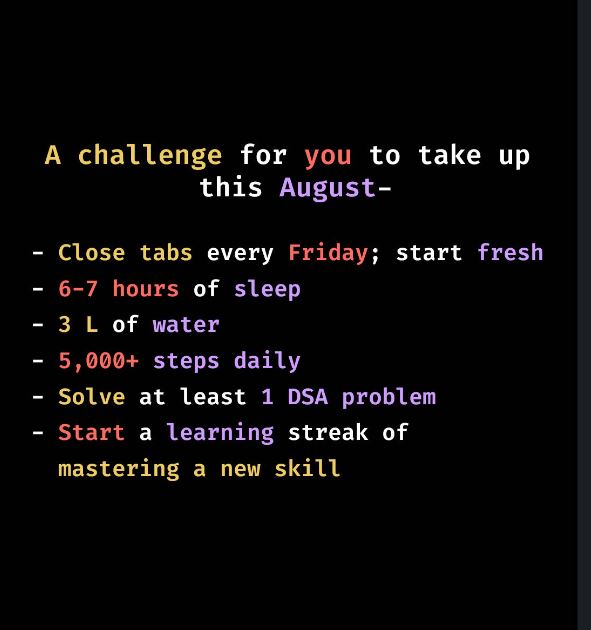 A challenge for you to take up
this August-
- Close tabs every Friday; start fresh
- 6-7 hours of sleep
- 3 L of water
- 5,000+ steps daily
- Solve at least 1 DSA problem
- Start a learning streak of
mastering a new skill